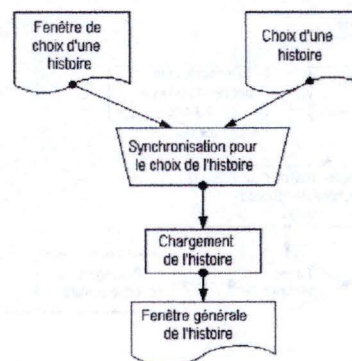 Fenêtre de
choix d'une
histoire
Choix d'une
histoire
Synchronisation pour
le choix de l'histoire
Chargement
de l'histoire
Fenêtre générale
de l'histoire